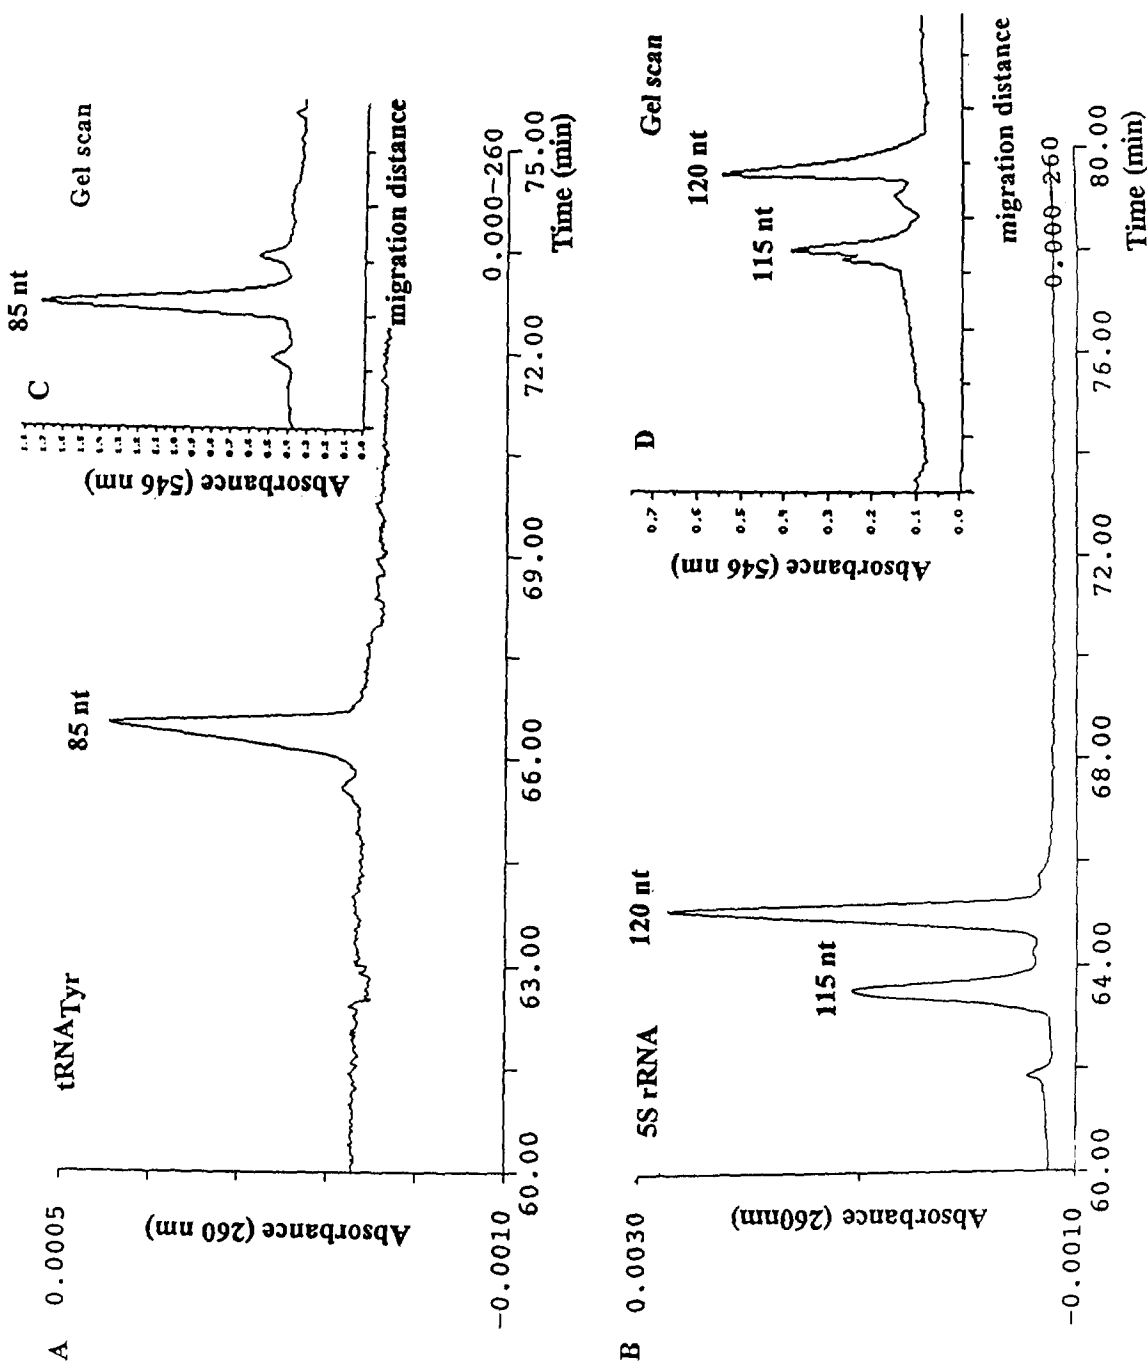 A
0.0005
-0.0010
Absorbance (260 nm)
tRNATyr
85 nt
60.00 63.00 66.00 69.00 72.00 75.00
0.000-260
Time (min)
C
Gel scan
85 nt
Absorbance (546 nm)
migration distance
B
0.0030
-0.0010
Absorbance (260nm)
5S rRNA
115 nt
120 nt
60.00 64.00 68.00 72.00 76.00 80.00
0.000-260
Time (min)
D
Gel scan
115 nt
120 nt
Absorbance (546 nm)
0.7
0.6
0.5
0.4
0.3
0.2
0.1
0.0
migration distance